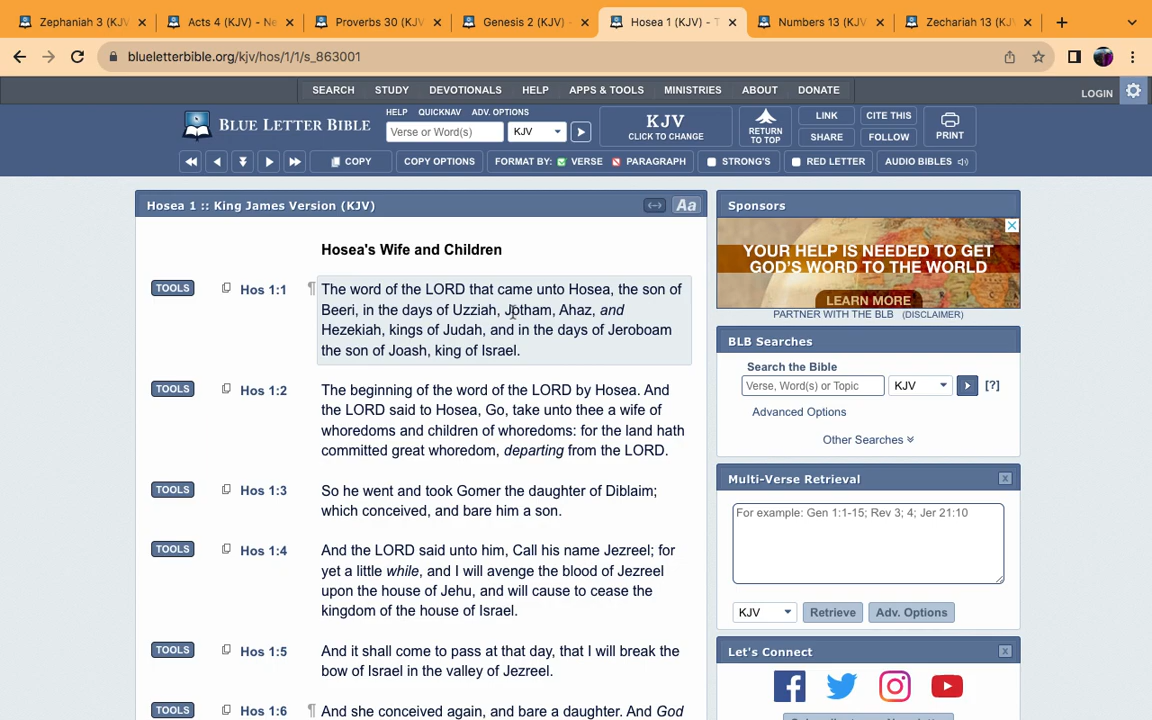 Zephaniah 3 (KJV)
Acts 4 (KJV) - Ne
Proverbs 30 (KJV)
Genesis 2 (KJV) -
Hosea 1 (KJV) - T
Numbers 13 (KJV)
Zechariah 13 (KJV)
blueletterbible.org/kjv/hos/1/1/s_863001
SEARCH STUDY DEVOTIONALS HELP APPS & TOOLS MINISTRIES ABOUT DONATE LOGIN
BLUE LETTER BIBLE
HELP QUICKNAV ADV. OPTIONS
Verse or Word(s) KJV
KJV
CLICK TO CHANGE
RETURN
TO TOP
LINK
SHARE
CITE THIS
FOLLOW
PRINT
COPY COPY OPTIONS FORMAT BY: VERSE PARAGRAPH STRONG'S RED LETTER AUDIO BIBLES
Hosea 1 :: King James Version (KJV) Aa
Hosea's Wife and Children
TOOLS Hos 1:1 ¶ The word of the LORD that came unto Hosea, the son of
Beeri, in the days of Uzziah, Jotham, Ahaz, and
Hezekiah, kings of Judah, and in the days of Jeroboam
the son of Joash, king of Israel.
TOOLS Hos 1:2 The beginning of the word of the LORD by Hosea. And
the LORD said to Hosea, Go, take unto thee a wife of
whoredoms and children of whoredoms: for the land hath
committed great whoredom, departing from the LORD.
TOOLS Hos 1:3 So he went and took Gomer the daughter of Diblaim;
which conceived, and bare him a son.
TOOLS Hos 1:4 And the LORD said unto him, Call his name Jezreel; for
yet a little while, and I will avenge the blood of Jezreel
upon the house of Jehu, and will cause to cease the
kingdom of the house of Israel.
TOOLS Hos 1:5 And it shall come to pass at that day, that I will break the
bow of Israel in the valley of Jezreel.
TOOLS Hos 1:6 ¶ And she conceived again, and bare a daughter. And God
Sponsors
YOUR HELP IS NEEDED TO GET
GOD'S WORD TO THE WORLD
LEARN MORE
PARTNER WITH THE BLB (DISCLAIMER)
BLB Searches
Search the Bible
Verse, Word(s) or Topic KJV [?]
Advanced Options
Other Searches
Multi-Verse Retrieval x
For example: Gen 1:1-15; Rev 3; 4; Jer 21:10
KJV Retrieve Adv. Options
Let's Connect x